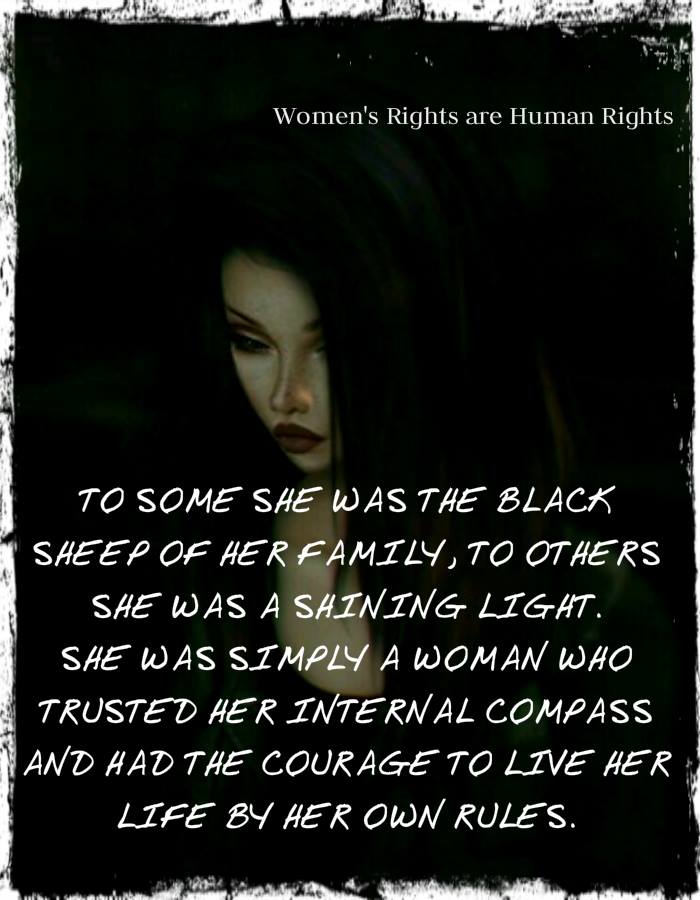 Women's Rights are Human Rights
TO SOME SHE WAS THE BLACK
SHEEP OF HER FAMILY, TO OTHERS
SHE WAS A SHINING LIGHT.
SHE WAS SIMPLY A WOMAN WHO
TRUSTED HER INTERNAL COMPASS
AND HAD THE COURAGE TO LIVE HER
LIFE BY HER OWN RULES.